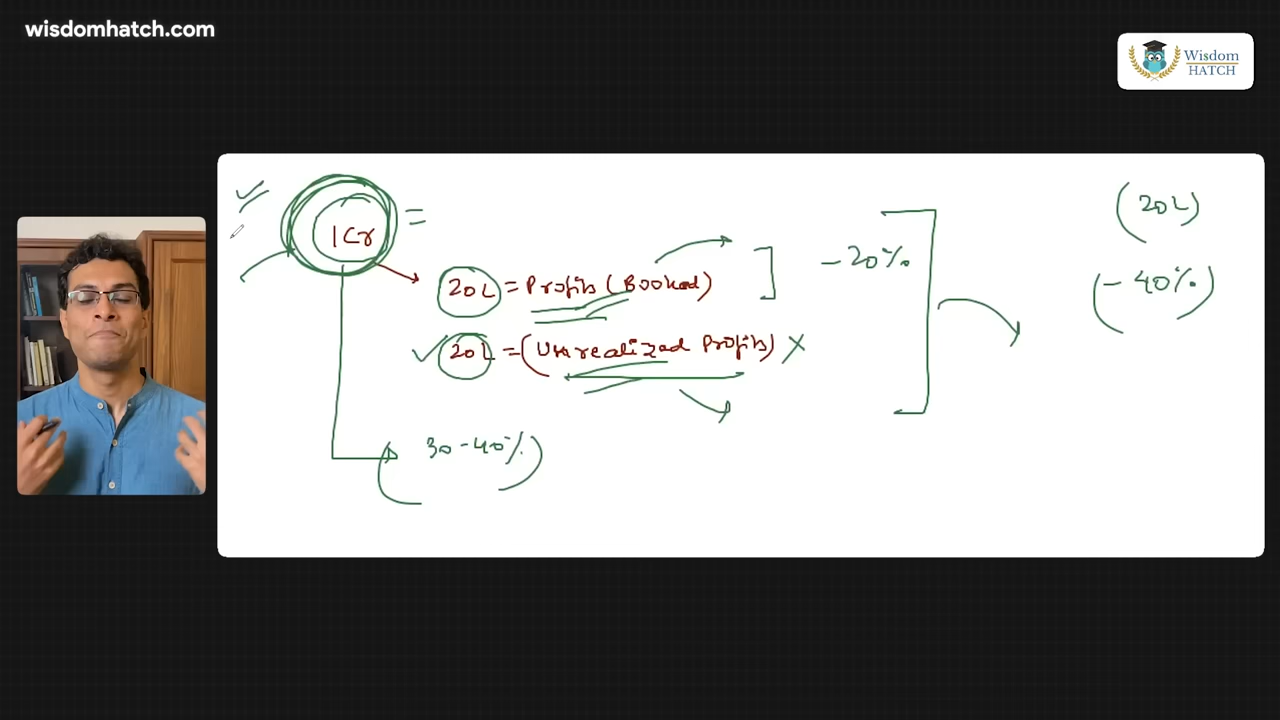 wisdomhatch.com
Wisdom
HATCH
1Cr =
(20L)
20L = Profits (Booked)
-20%
(-40%)
20L = (Unrealized Profits) X
(30-40%)